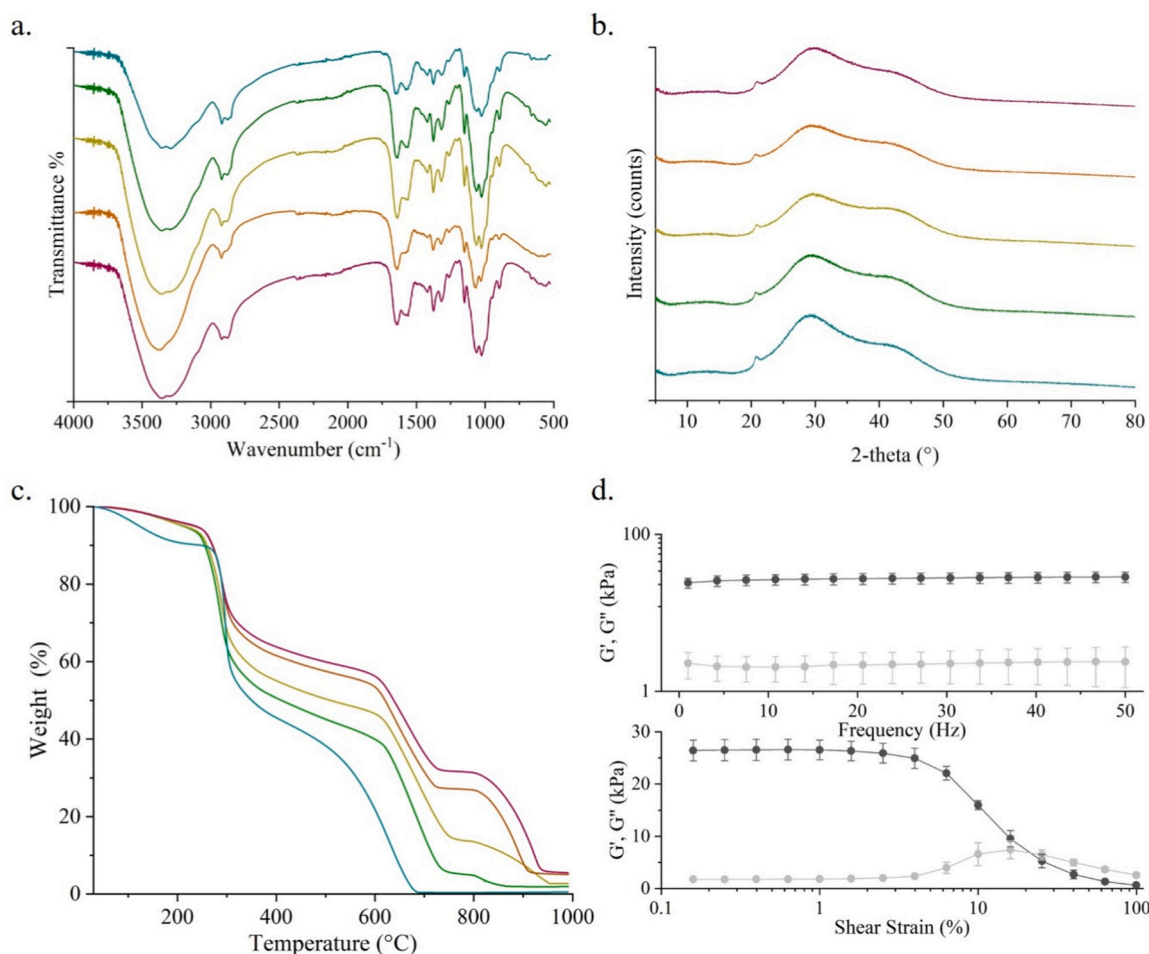 a.
Transmittance %
4000 3500 3000 2500 2000 1500 1000 500
Wavenumber (cm⁻¹)
b.
Intensity (counts)
10 20 30 40 50 60 70 80
2-theta (°)
c.
100
80
60
40
20
0
Weight (%)
200 400 600 800 1000
Temperature (°C)
d.
100
1
G', G'' (kPa)
0 10 20 30 40 50
Frequency (Hz)
30
20
10
0
G', G'' (kPa)
0.1 1 10 100
Shear Strain (%)